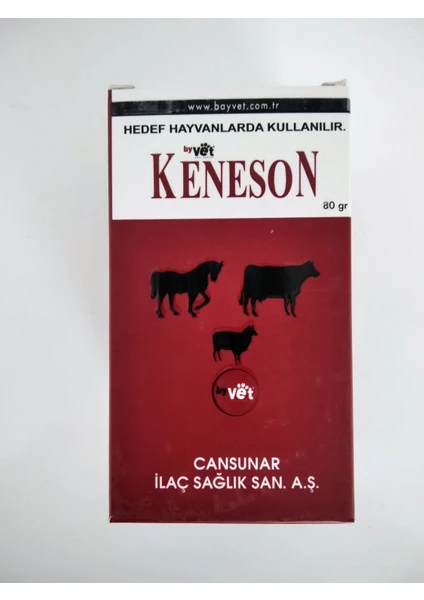 www.bayvet.com.tr
HEDEF HAYVANLARDA KULLANILIR.
byvet
KENESON
80 gr
byvet
CANSUNAR
İLAÇ SAĞLIK SAN. A.Ş.